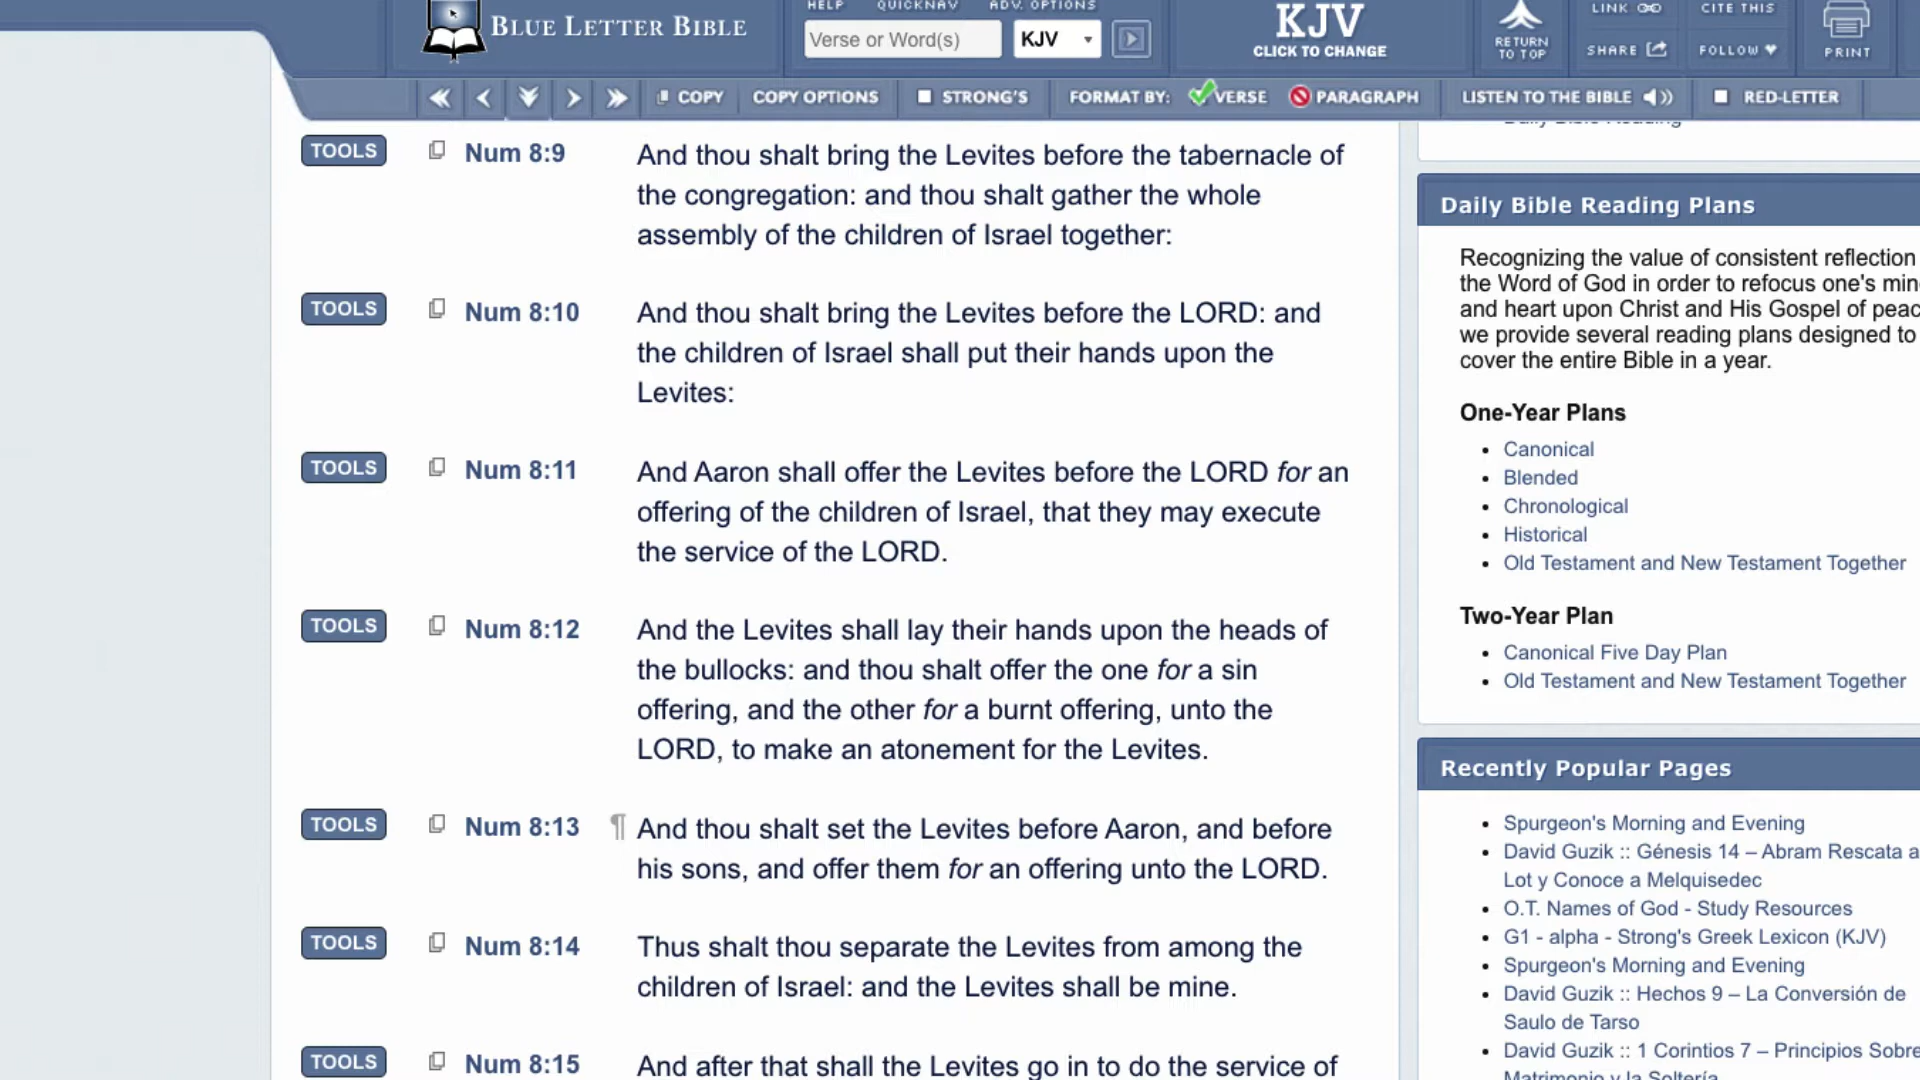 HELP QUICKNAV ADV. OPTIONS
BLUE LETTER BIBLE
Verse or Word(s)
KJV
KJV
CLICK TO CHANGE
RETURN
TO TOP
LINK
CITE THIS
SHARE
FOLLOW
PRINT
COPY
COPY OPTIONS
STRONG'S
FORMAT BY:
VERSE
PARAGRAPH
LISTEN TO THE BIBLE
RED-LETTER
TOOLS
Num 8:9
And thou shalt bring the Levites before the tabernacle of
the congregation: and thou shalt gather the whole
assembly of the children of Israel together:
TOOLS
Num 8:10
And thou shalt bring the Levites before the LORD: and
the children of Israel shall put their hands upon the
Levites:
TOOLS
Num 8:11
And Aaron shall offer the Levites before the LORD for an
offering of the children of Israel, that they may execute
the service of the LORD.
TOOLS
Num 8:12
And the Levites shall lay their hands upon the heads of
the bullocks: and thou shalt offer the one for a sin
offering, and the other for a burnt offering, unto the
LORD, to make an atonement for the Levites.
TOOLS
Num 8:13
¶ And thou shalt set the Levites before Aaron, and before
his sons, and offer them for an offering unto the LORD.
TOOLS
Num 8:14
Thus shalt thou separate the Levites from among the
children of Israel: and the Levites shall be mine.
TOOLS
Num 8:15
And after that shall the Levites go in to do the service of
Daily Bible Reading
Daily Bible Reading Plans
Recognizing the value of consistent reflection
the Word of God in order to refocus one's min
and heart upon Christ and His Gospel of peac
we provide several reading plans designed to
cover the entire Bible in a year.
One-Year Plans
Canonical
Blended
Chronological
Historical
Old Testament and New Testament Together
Two-Year Plan
Canonical Five Day Plan
Old Testament and New Testament Together
Recently Popular Pages
Spurgeon's Morning and Evening
David Guzik :: Génesis 14 – Abram Rescata a
Lot y Conoce a Melquisedec
O.T. Names of God - Study Resources
G1 - alpha - Strong's Greek Lexicon (KJV)
Spurgeon's Morning and Evening
David Guzik :: Hechos 9 – La Conversión de
Saulo de Tarso
David Guzik :: 1 Corintios 7 – Principios Sobre
Matrimonio y la Soltería